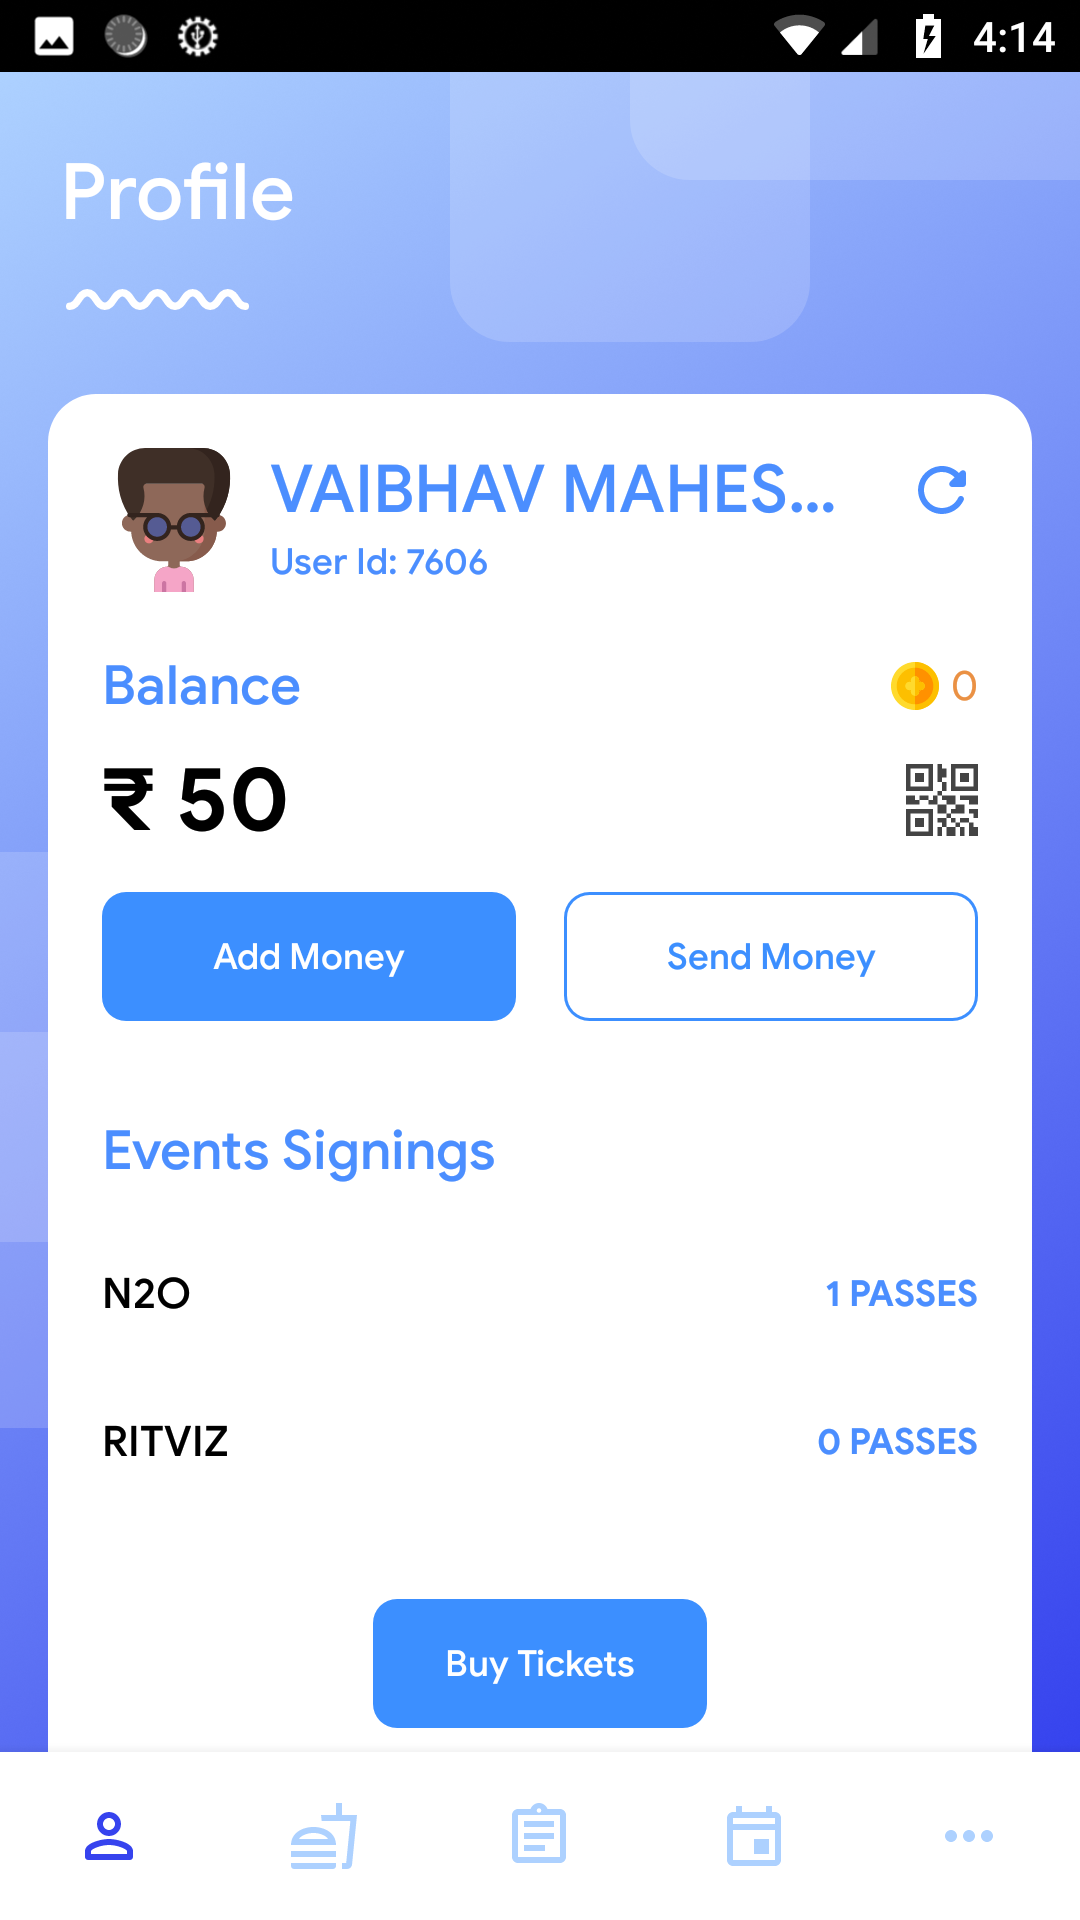 4:14
Profile
VAIBHAV MAHES...
User Id: 7606
Balance
0
₹ 50
Add Money
Send Money
Events Signings
N2O
1 PASSES
RITVIZ
0 PASSES
Buy Tickets